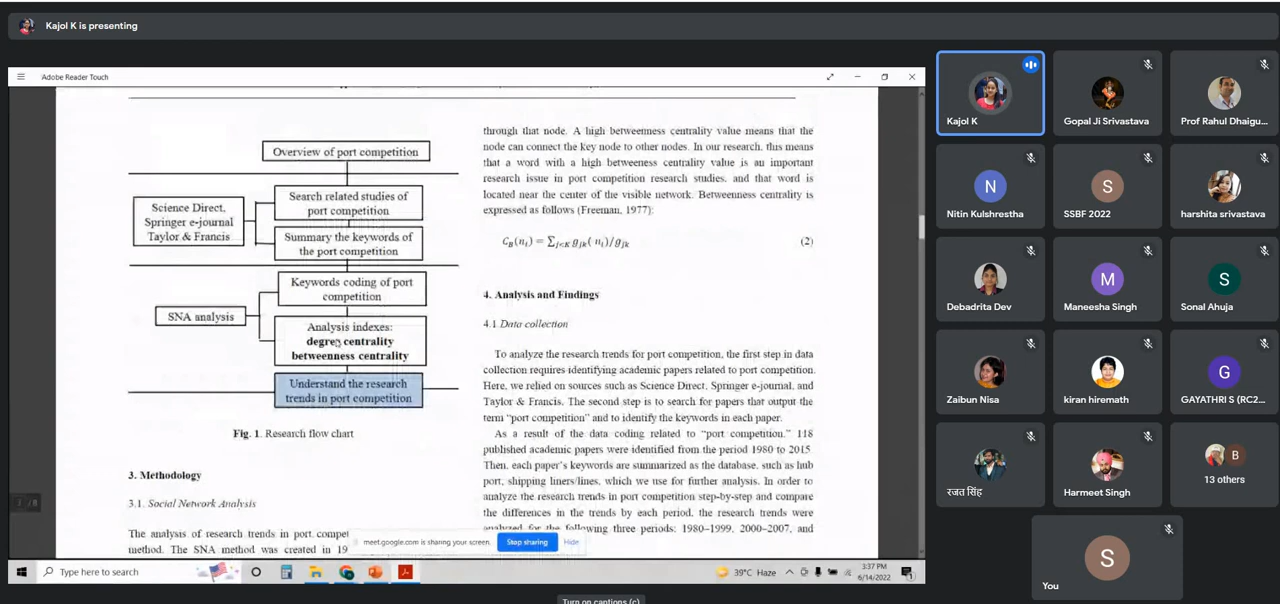 Kajol K is presenting
Adobe Reader Touch
Overview of port competition
Science Direct,
Springer e-journal
Taylor & Francis
Search related studies of
port competition
Summary the keywords of
the port competition
Keywords coding of port
competition
SNA analysis
Analysis indexes:
degree centrality
betweenness centrality
Understand the research
trends in port competition
Fig. 1. Research flow chart
3. Methodology
3.1. Social Network Analysis
The analysis of research trends in port compet
method. The SNA method was created in 19
through that node. A high betweenness centrality value means that the
node can connect the key node to other nodes. In our research, this means
that a word with a high betweeness centrality value is an important
research issue in port competition research studies, and that word is
located near the center of the visible network. Betweenness centrality is
expressed as follows (Freeman, 1977):
C_B(n_i) = ∑_{j<K} g_{jk}( n_i)/g_{jk} (2)
4. Analysis and Findings
4.1 Data collection
To analyze the research trends for port competition, the first step in data
collection requires identifying academic papers related to port competition.
Here, we relied on sources such as Science Direct, Springer e-journal, and
Taylor & Francis. The second step is to search for papers that output the
term “port competition” and to identify the keywords in each paper.
As a result of the data coding related to “port competition,” 118
published academic papers were identified from the period 1980 to 2015.
Then, each paper's keywords are summarized as the database, such as hub
port, shipping liners/lines, which we use for further analysis. In order to
analyze the research trends in port competition step-by-step and compare
the differences in the trends by each period, the research trends were
analyzed for the following three periods: 1980–1999, 2000–2007, and
/ 8
meet.google.com is sharing your screen.
Stop sharing
Hide
Type here to search
39°C Haze
3:37 PM
6/14/2022
Turn on captions (c)
Kajol K
Gopal Ji Srivastava
Prof Rahul Dhaigu...
N
Nitin Kulshrestha
S
SSBF 2022
harshita srivastava
Debadrita Dev
M
Maneesha Singh
S
Sonal Ahuja
Zaibun Nisa
kiran hiremath
G
GAYATHRI S (RC2...
रजत सिंह
Harmeet Singh
B
13 others
S
You